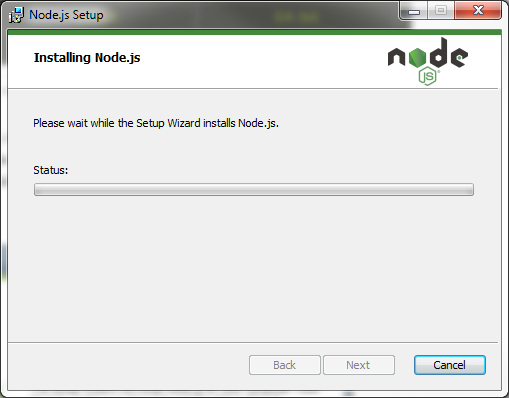 Node.js Setup
Installing Node.js
node
JS
Please wait while the Setup Wizard installs Node.js.
Status:
Back
Next
Cancel